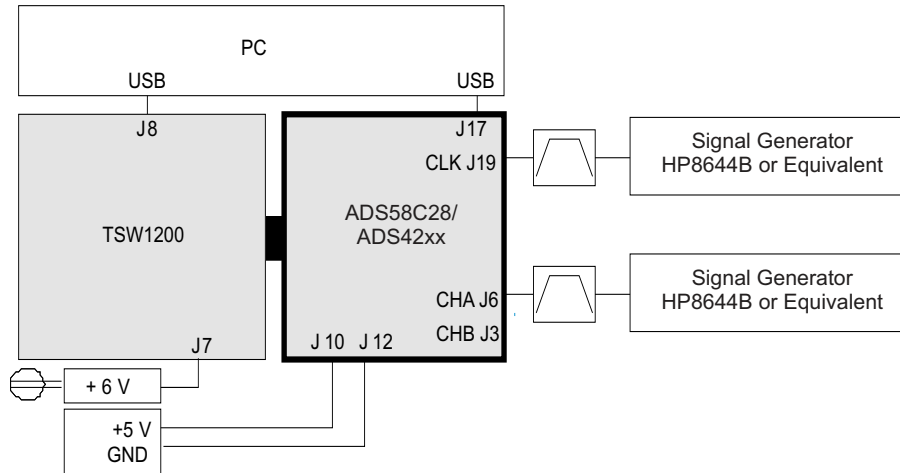 PC
USB
USB
J8
J17
CLK J19
Signal Generator
HP8644B or Equivalent
TSW1200
ADS58C28/
ADS42xx
CHA J6
CHB J3
Signal Generator
HP8644B or Equivalent
J7
J 10
J 12
+ 6 V
+5 V
GND